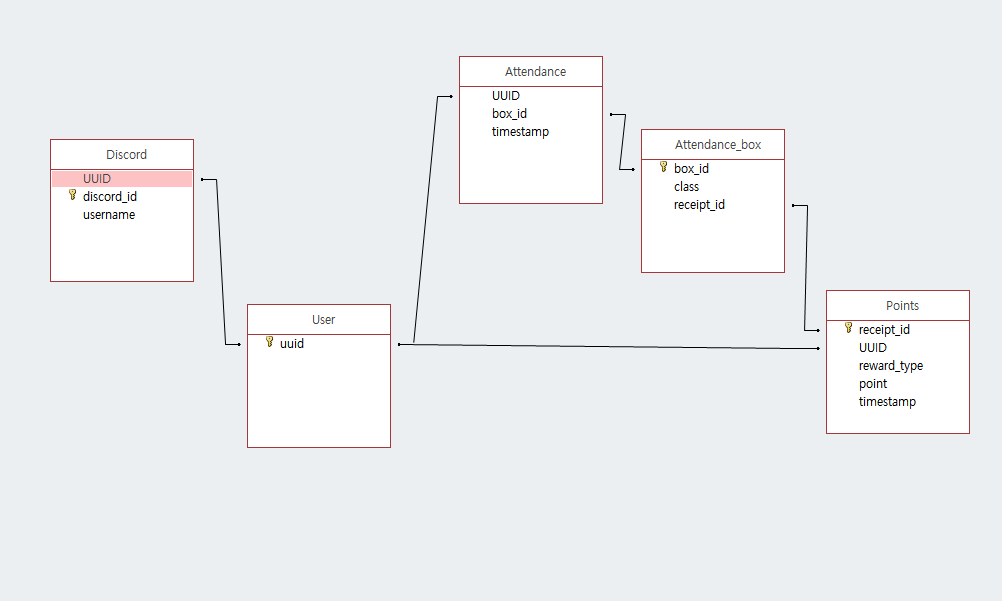 Discord
UUID
discord_id
username
User
uuid
Attendance
UUID
box_id
timestamp
Attendance_box
box_id
class
receipt_id
Points
receipt_id
UUID
reward_type
point
timestamp